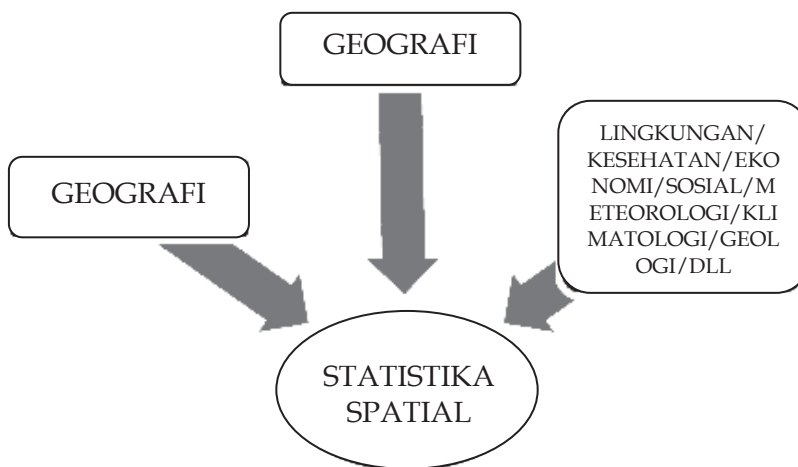 GEOGRAFI
GEOGRAFI
LINGKUNGAN/
KESEHATAN/EKO
NOMI/SOSIAL/M
ETEOROLOGI/KLI
MATOLOGI/GEOL
OGI/DLL
STATISTIKA
SPATIAL